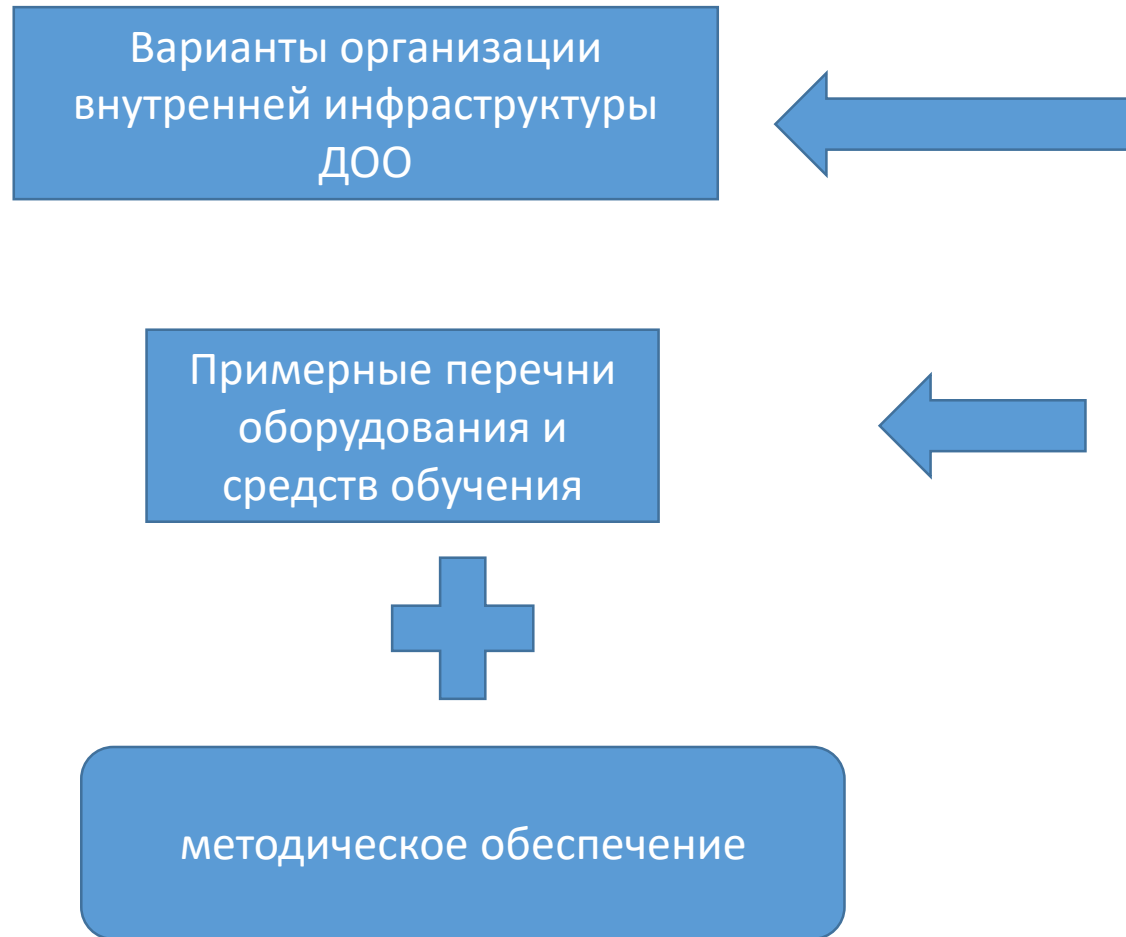 Варианты организации
внутренней инфраструктуры
ДОО
Примерные перечни
оборудования и
средств обучения
методическое обеспечение